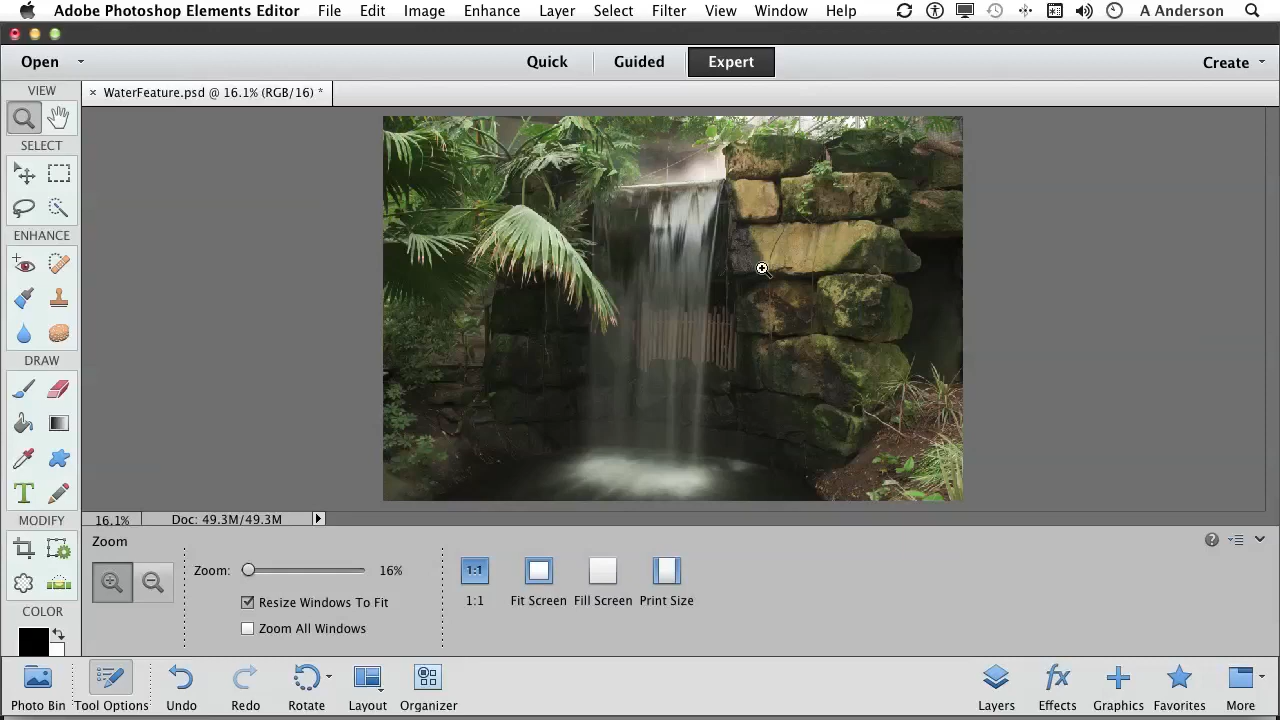 Adobe Photoshop Elements Editor File Edit Image Enhance Layer Select Filter View Window Help A Anderson
Open Quick Guided Expert Create
VIEW × WaterFeature.psd @ 16.1% (RGB/16) *
SELECT
ENHANCE
DRAW
T
MODIFY
16.1% Doc: 49.3M/49.3M
Zoom ?
Zoom: 16% 1:1
1:1 Fit Screen Fill Screen Print Size
Resize Windows To Fit
COLOR
Zoom All Windows
fx
Photo Bin Tool Options Undo Redo Rotate Layout Organizer Layers Effects Graphics Favorites More